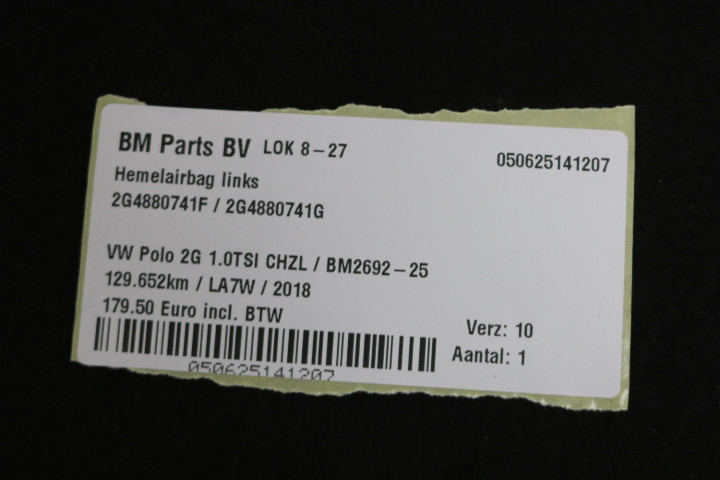 BM Parts BV LOK 8-27 050625141207
Hemelairbag links
2G4880741F / 2G4880741G
VW Polo 2G 1.0TSI CHZL / BM2692-25
129.652km / LA7W / 2018
179.50 Euro incl. BTW
Verz: 10
Aantal: 1
050625141207